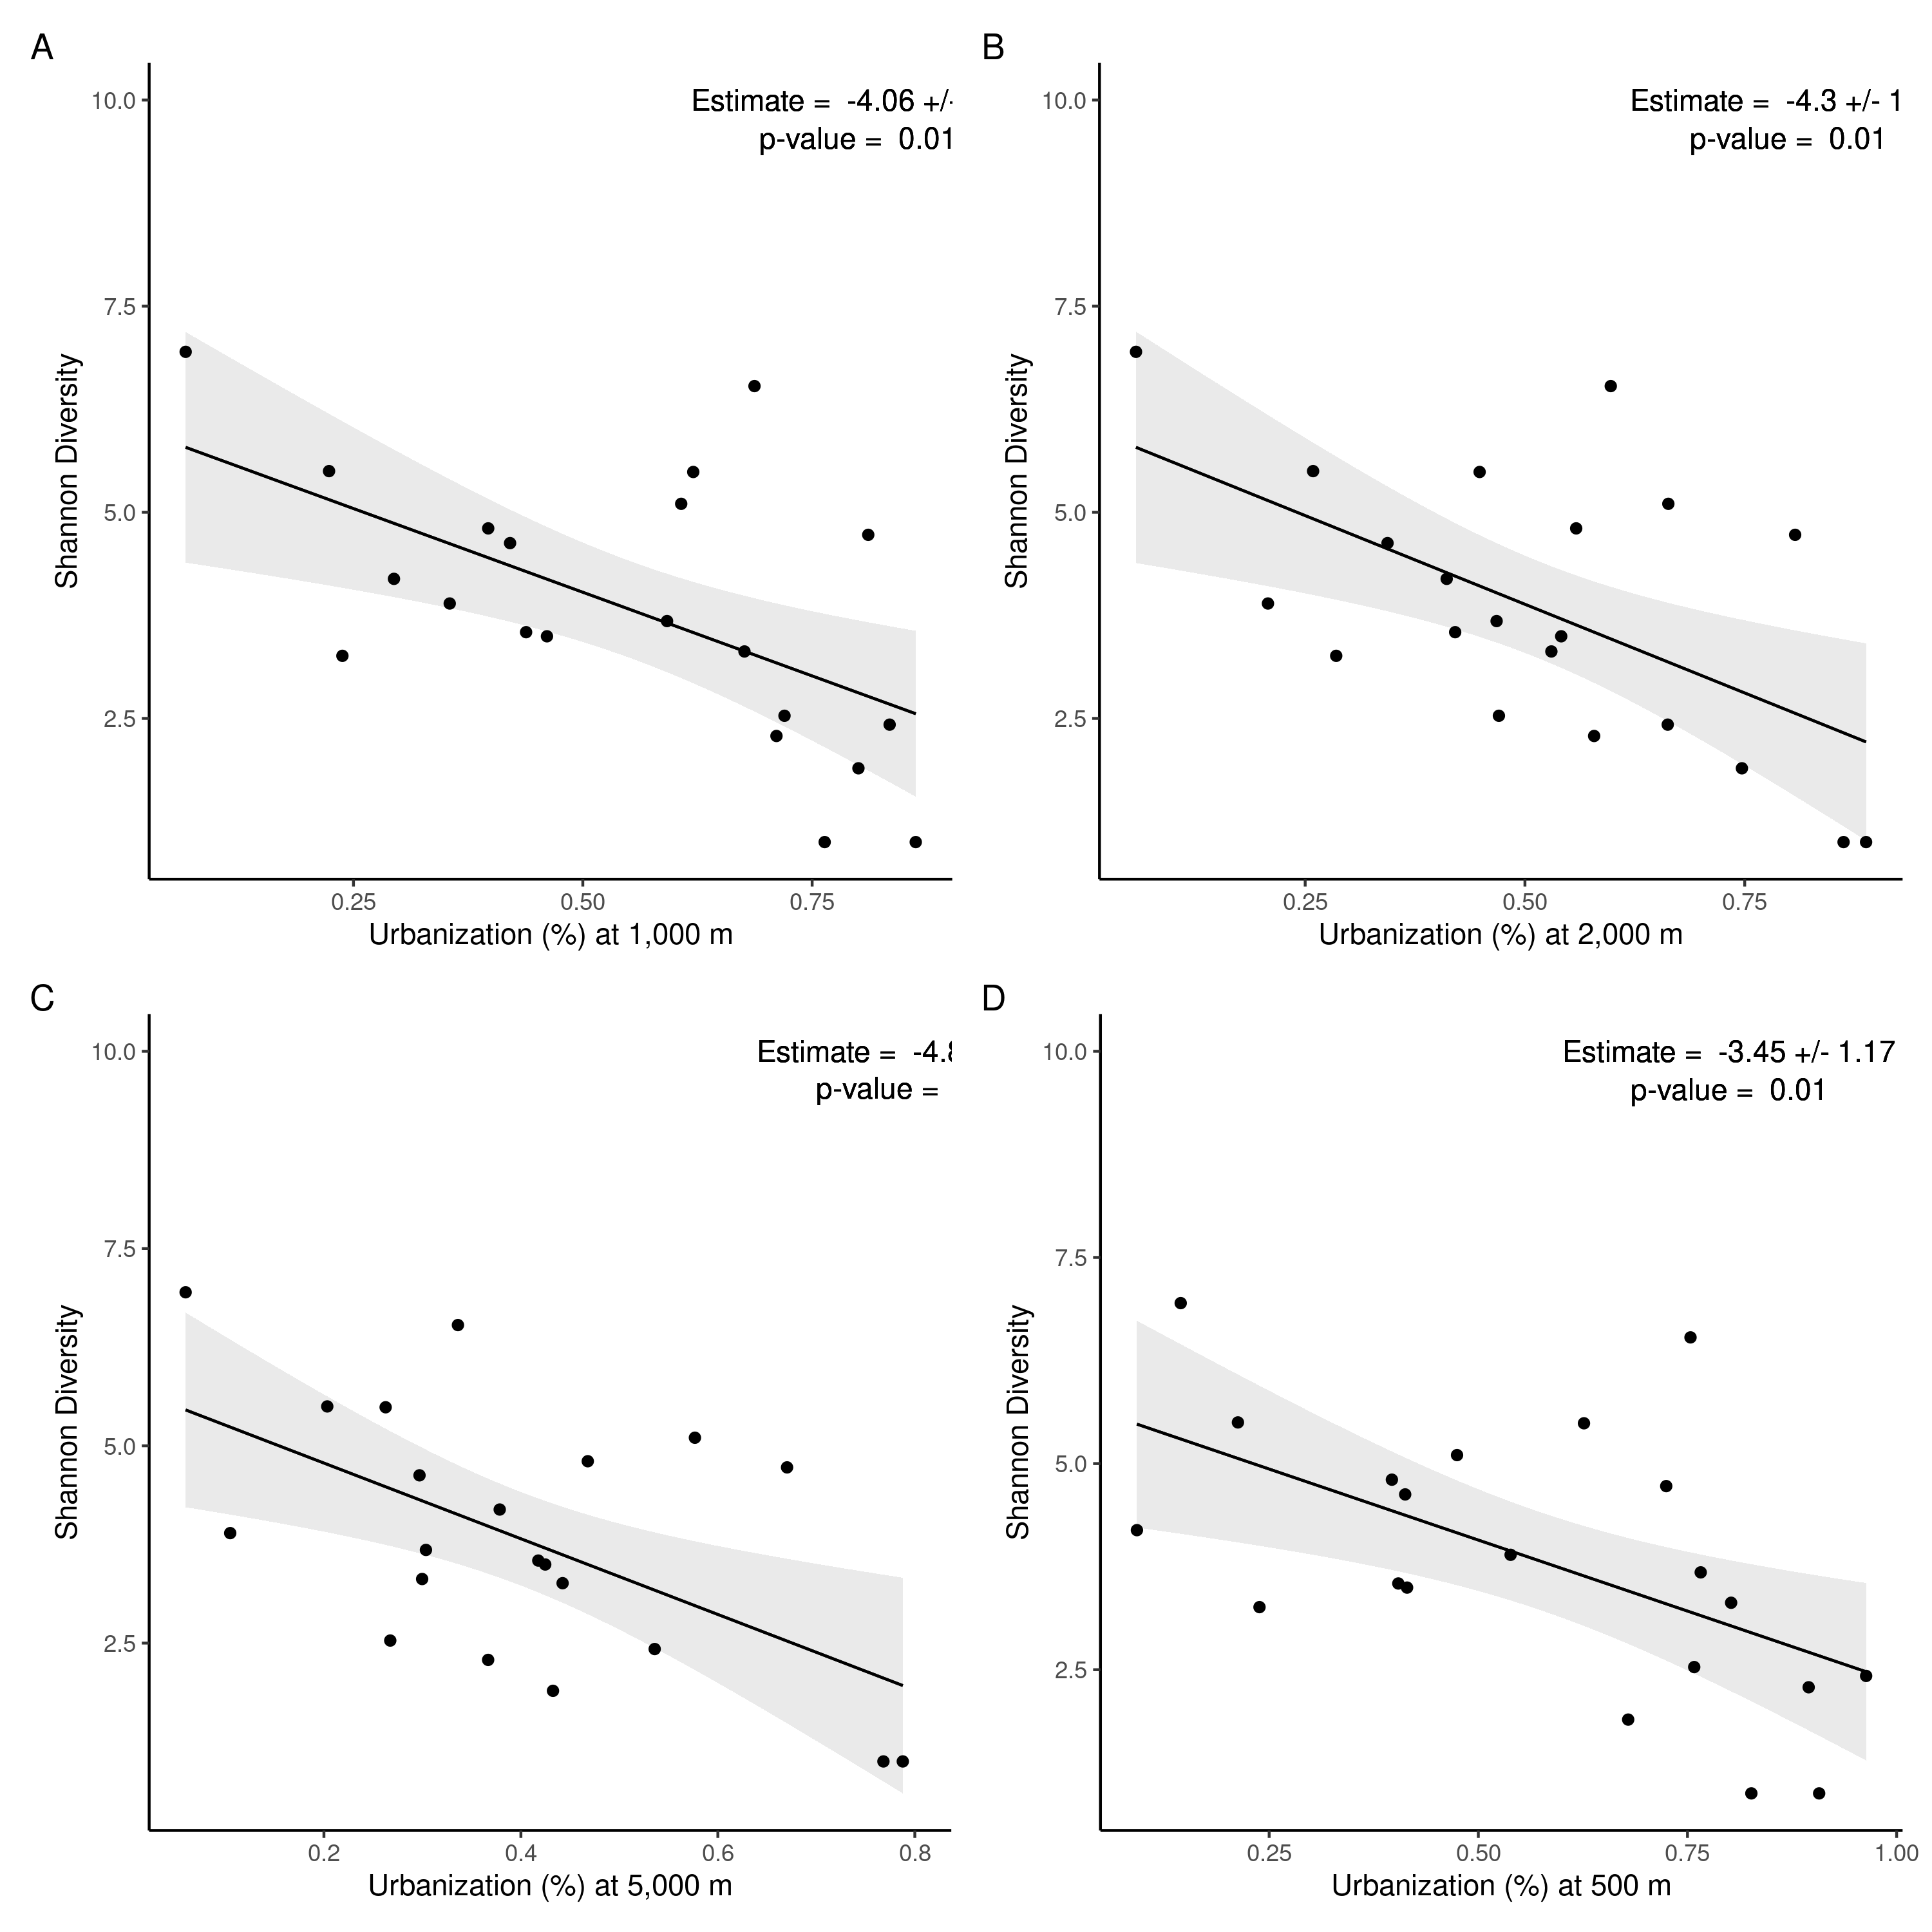 A
Estimate = -4.06 +/-
p-value = 0.01
10.0
7.5
5.0
2.5
Shannon Diversity
0.25 0.50 0.75
Urbanization (%) at 1,000 m
B
Estimate = -4.3 +/- 1
p-value = 0.01
10.0
7.5
5.0
2.5
Shannon Diversity
0.25 0.50 0.75
Urbanization (%) at 2,000 m
C
Estimate =
p-value =
10.0
7.5
5.0
2.5
Shannon Diversity
0.2 0.4 0.6 0.8
Urbanization (%) at 5,000 m
D
Estimate = -3.45 +/- 1.17
p-value = 0.01
10.0
7.5
5.0
2.5
Shannon Diversity
0.25 0.50 0.75 1.00
Urbanization (%) at 500 m